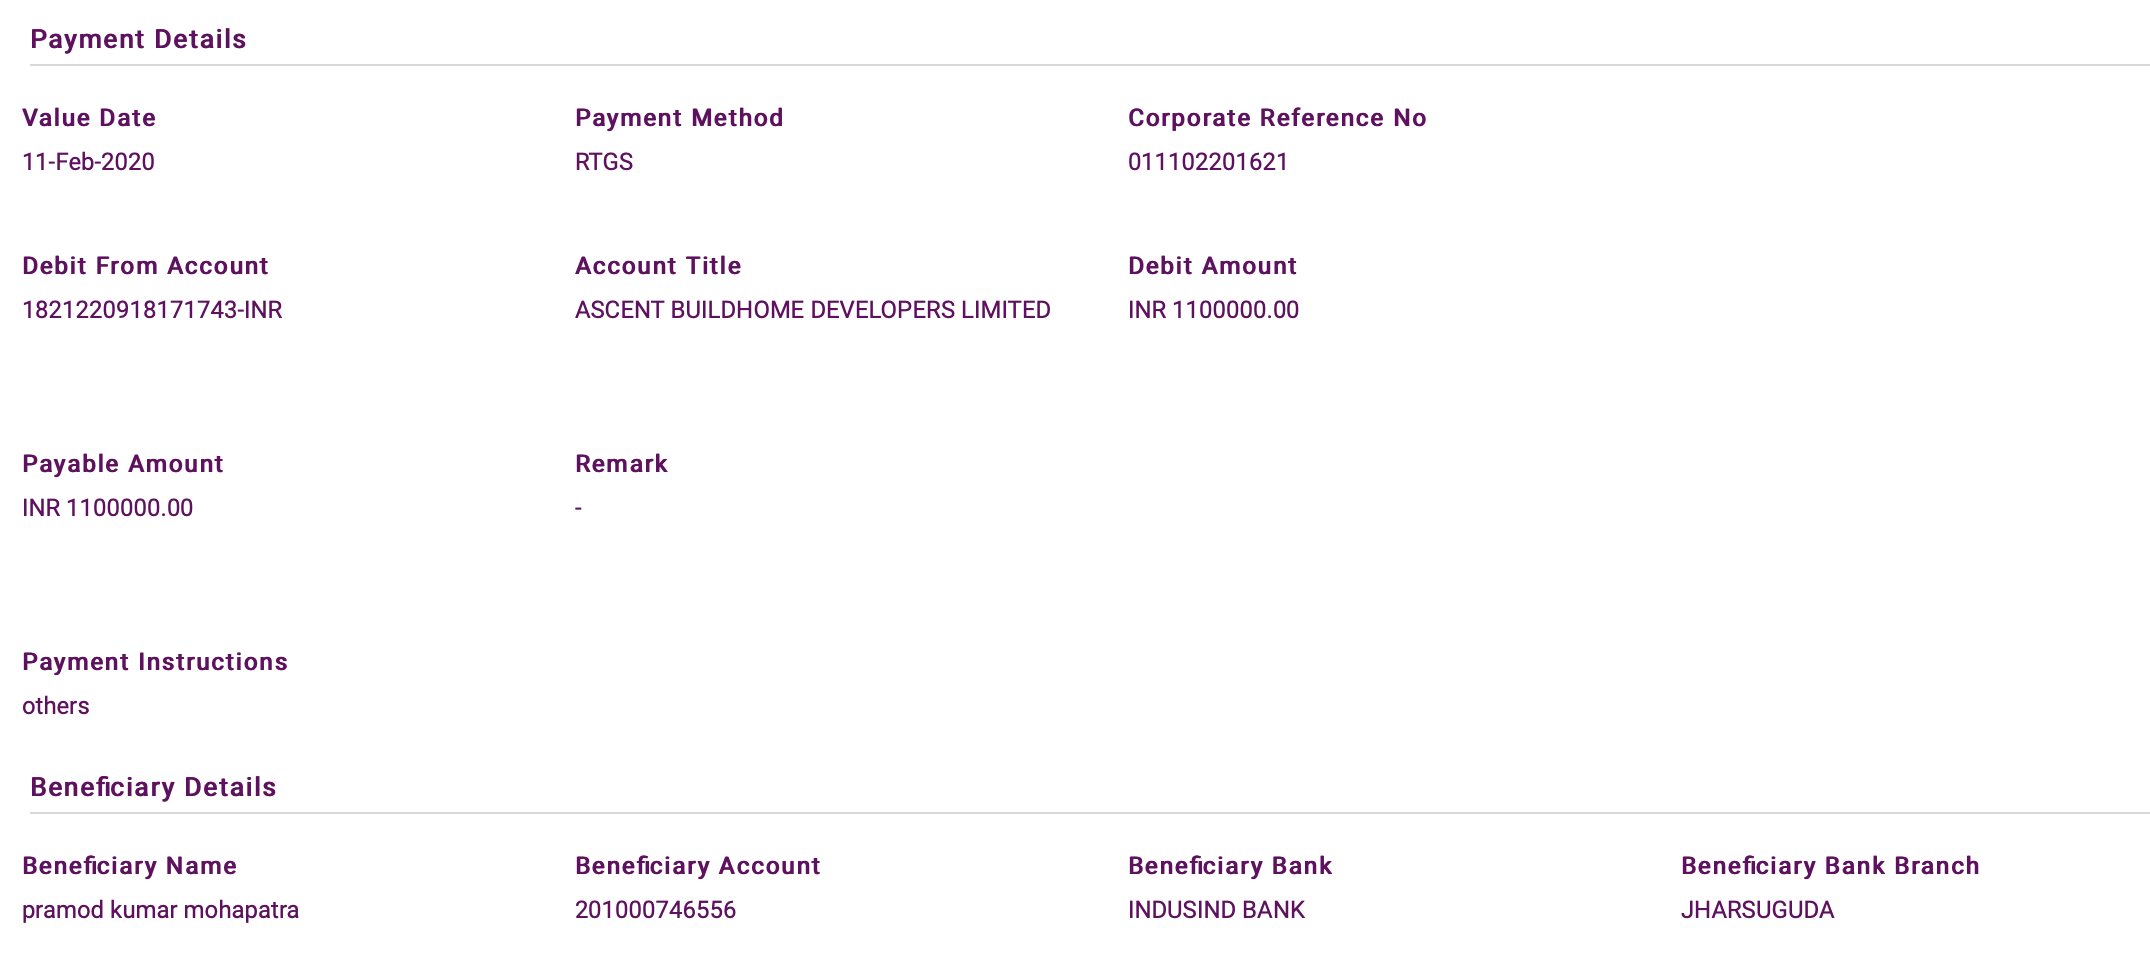 Payment Details
Value Date Payment Method Corporate Reference No
11-Feb-2020 RTGS 011102201621
Debit From Account Account Title Debit Amount
1821220918171743-INR ASCENT BUILDHOME DEVELOPERS LIMITED INR 1100000.00
Payable Amount Remark
INR 1100000.00 -
Payment Instructions
others
Beneficiary Details
Beneficiary Name Beneficiary Account Beneficiary Bank Beneficiary Bank Branch
pramod kumar mohapatra 201000746556 INDUSIND BANK JHARSUGUDA